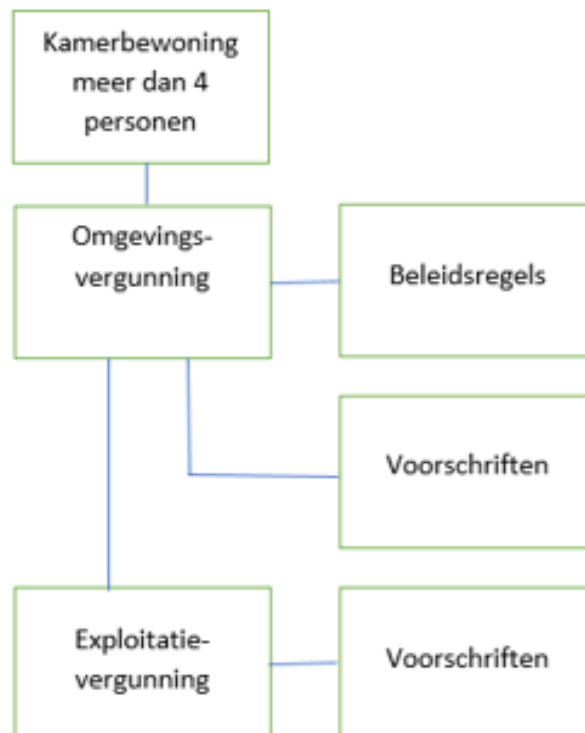 Kamerbewoning
meer dan 4
personen
Omgevings-
vergunning
Beleidsregels
Voorschriften
Exploitatie-
vergunning
Voorschriften